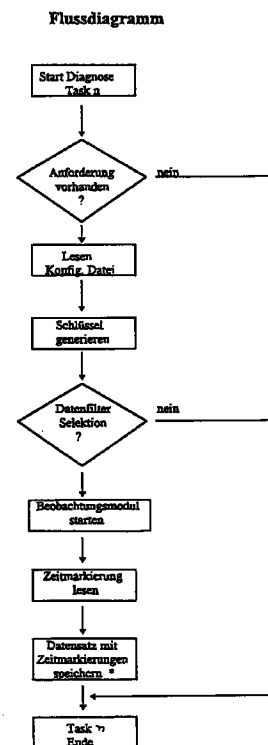 Flussdiagramm
Start Diagnose
Task n
Anforderung
vorhanden
?
nein
Lesen
Konfig. Datei
Schlüssel
generieren
Datenfilter
Selektion
?
nein
Beobachtungsmodul
starten
Zeitmarkierung
lesen
Datensatz mit
Zeitmarkierungen
speichern *
Task n
Ende